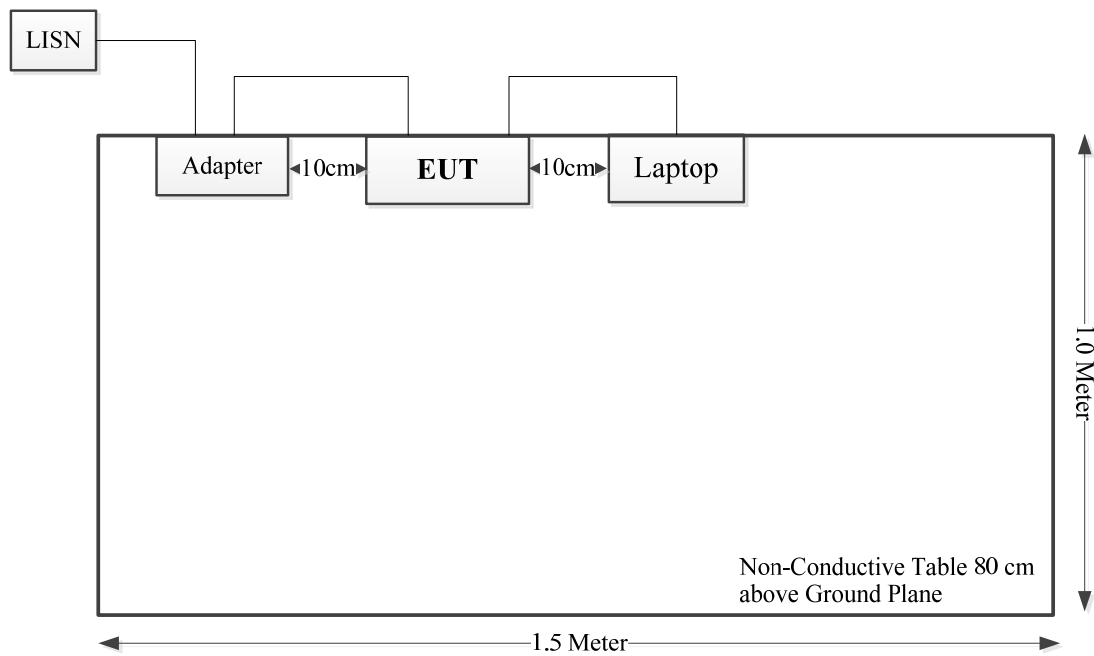 LISN
Adapter
10cm
EUT
10cm
Laptop
1.0 Meter
Non-Conductive Table 80 cm
above Ground Plane
1.5 Meter